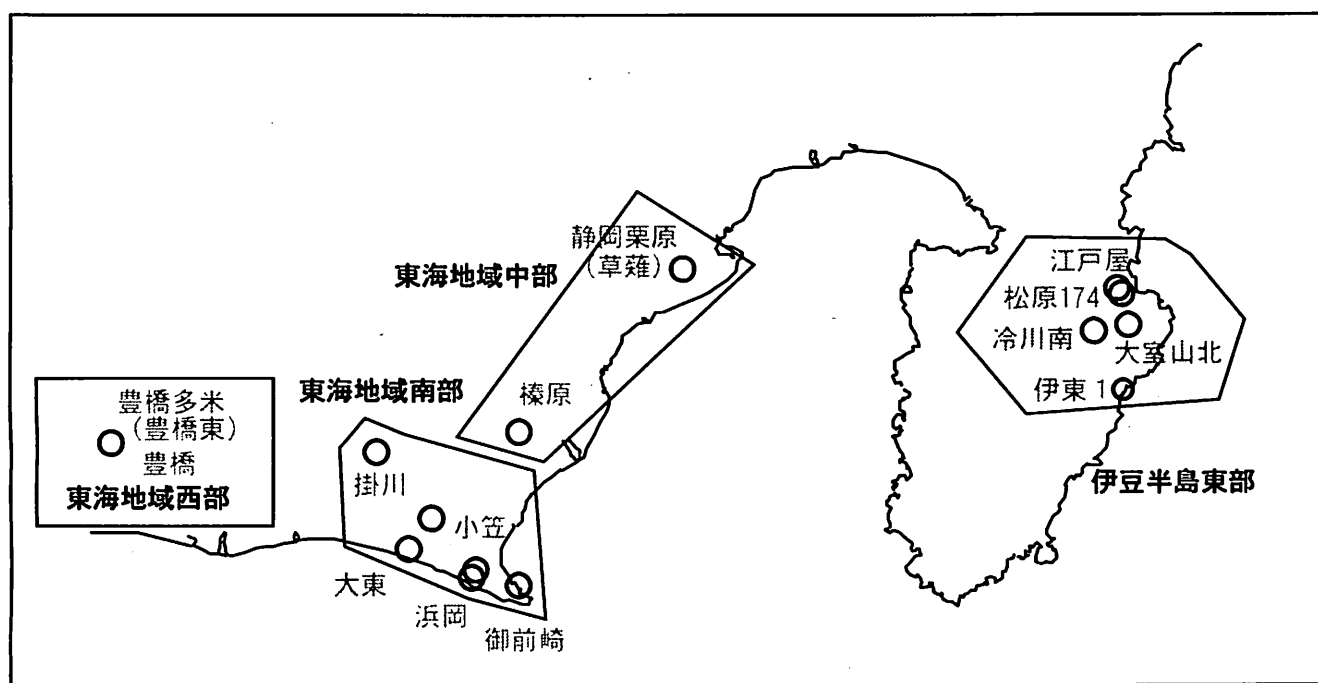 静岡栗原
(草薙)
東海地域中部
江戸屋
松原174
冷川南
大室山北
伊東1
伊豆半島東部
東海地域南部
榛原
豊橋多米
(豊橋東)
豊橋
東海地域西部
掛川
小笠
大東
浜岡
御前崎